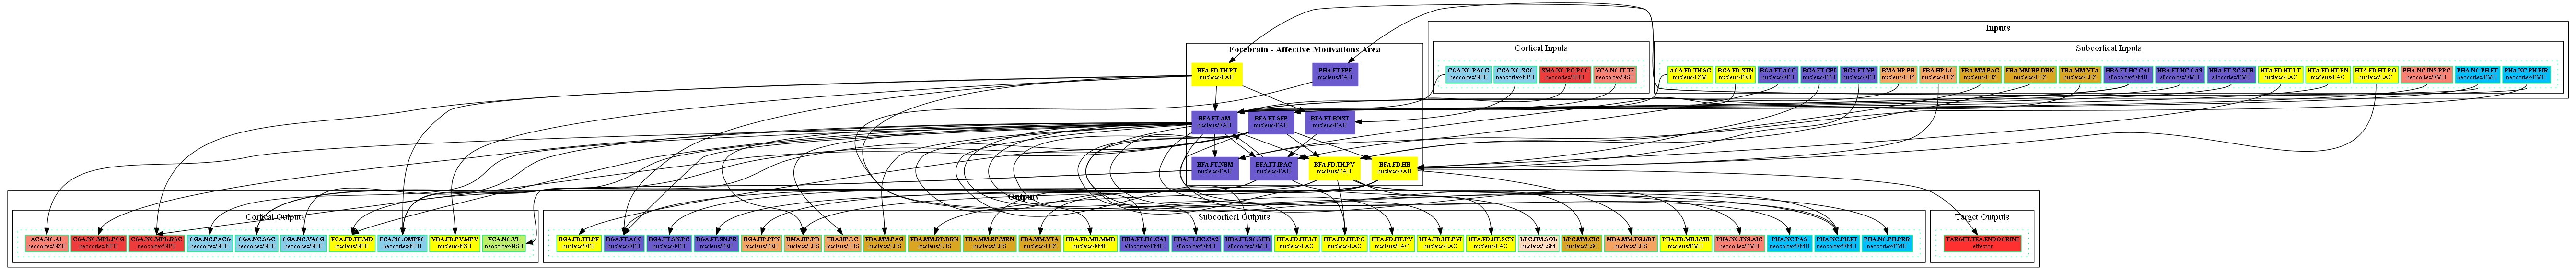 Inputs
Forebrain - Affective Motivations Area
Cortical Inputs
Subcortical Inputs
BFA.FD.TH.PT
nucleus/FAU
PHA.FT.EPF
nucleus/FAU
CGA.NC.PACG
neocortex/NPU
CGA.NC.SGC
neocortex/NPU
SMA.NC.PO.PCC
neocortex/NBU
VCA.NC.IT.TE
neocortex/NSU
ACA.FD.TH.SG
nucleus/LSM
BGA.FD.STN
nucleus/FEU
BGA.FT.ACC
nucleus/FEU
BGA.FT.GPI
nucleus/FEU
BGA.FT.VP
nucleus/FEU
BMA.HP.PB
nucleus/LUS
FBA.HP.LC
nucleus/LUS
FBA.MM.PAG
nucleus/LUS
FBA.MM.RP.DRN
nucleus/LUS
FBA.MM.VTA
nucleus/LUS
HBA.FT.HC.CA1
allocortex/FMU
HBA.FT.HC.CA3
allocortex/FMU
HBA.FT.SC.SUB
allocortex/FMU
HTA.FD.HT.LT
nucleus/LAC
HTA.FD.HT.PN
nucleus/LAC
HTA.FD.HT.PO
nucleus/LAC
PHA.NC.INS.PPC
neocortex/FMU
PHA.NC.PH.ET
neocortex/FMU
PHA.NC.PH.PIR
neocortex/FMU
BFA.FT.AM
nucleus/FAU
BFA.FT.SEP
nucleus/FAU
BFA.FT.BNST
nucleus/FAU
BFA.FT.NBM
nucleus/FAU
BFA.FT.IPAC
nucleus/FAU
BFA.FD.TH.PV
nucleus/FAU
BFA.FD.HB
nucleus/FAU
Outputs
Cortical Outputs
Subcortical Outputs
Target Outputs
ACA.NC.AI
neocortex/NSU
CGA.NC.MPL.PCG
neocortex/NPU
CGA.NC.MPL.RSC
neocortex/NPU
CGA.NC.PACG
neocortex/NPU
CGA.NC.SGC
neocortex/NPU
CGA.NC.VACG
neocortex/NPU
FCA.FD.TH.MD
nucleus/NPU
FCA.NC.OMPFC
neocortex/NPU
VBA.FD.PV.MPV
nucleus/NSU
VCA.NC.VI
neocortex/NSU
BGA.FD.TH.PF
nucleus/FEU
BGA.FT.ACC
nucleus/FEU
BGA.FT.SN.PC
nucleus/FEU
BGA.FT.SN.PR
nucleus/FEU
BGA.HP.PPN
nucleus/FEU
BMA.HP.PB
nucleus/LUS
FBA.HP.LC
nucleus/LUS
FBA.MM.PAG
nucleus/LUS
FBA.MM.RP.DRN
nucleus/LUS
FBA.MM.RP.MRN
nucleus/LUS
FBA.MM.VTA
nucleus/LUS
HBA.FD.MB.MMB
nucleus/FMU
HBA.FT.HC.CA1
allocortex/FMU
HBA.FT.HC.CA2
allocortex/FMU
HBA.FT.SC.SUB
allocortex/FMU
HTA.FD.HT.LT
nucleus/LAC
HTA.FD.HT.PO
nucleus/LAC
HTA.FD.HT.PV
nucleus/LAC
HTA.FD.HT.PVI
nucleus/LAC
HTA.FD.HT.SCN
nucleus/LAC
LPC.HM.SOL
nucleus/LSM
LPC.MM.CIC
nucleus/LSM
MBA.MM.TG.LDT
nucleus/LUS
PHA.FD.MB.LMB
nucleus/FMU
PHA.NC.INS.AIC
neocortex/FMU
PHA.NC.PAS
neocortex/FMU
PHA.NC.PH.ET
neocortex/FMU
PHA.NC.PH.PRR
neocortex/FMU
TARGET.TIA.ENDOCRINE
effector